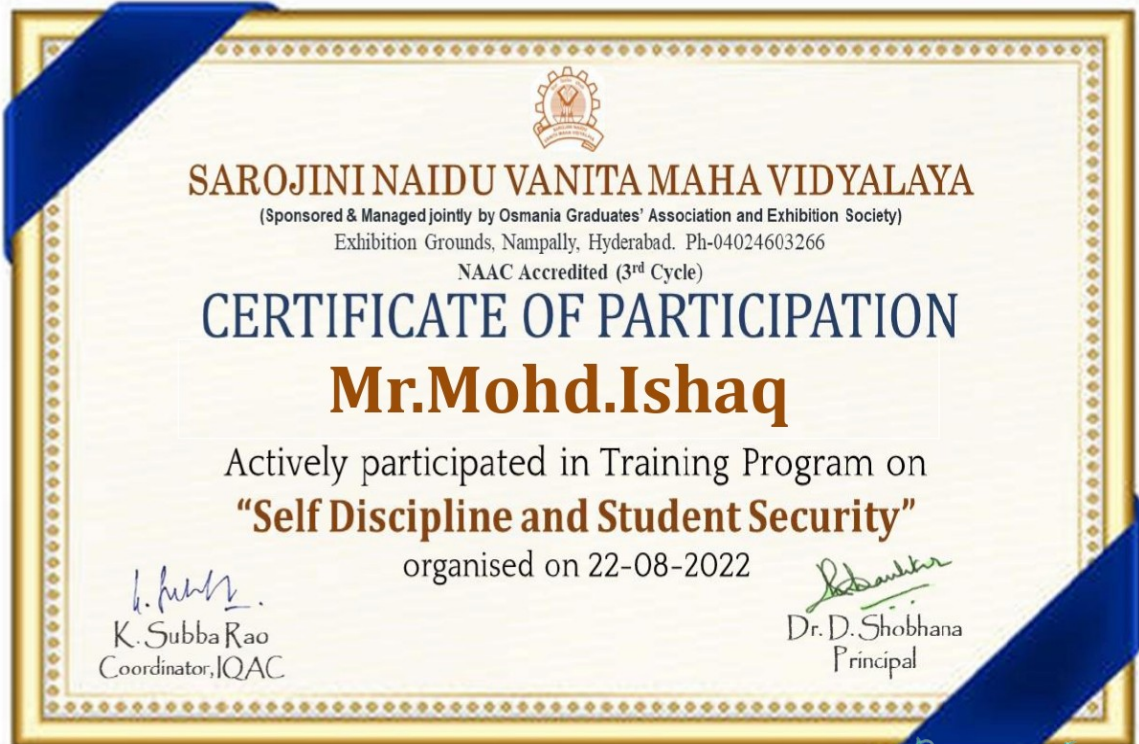 SAROJINI NAIDU VANITA MAHA VIDYALAYA
(Sponsored & Managed jointly by Osmania Graduates' Association and Exhibition Society)
Exhibition Grounds, Nampally, Hyderabad. Ph-04024603266
NAAC Accredited (3rd Cycle)
CERTIFICATE OF PARTICIPATION
Mr.Mohd.Ishaq
Actively participated in Training Program on
“Self Discipline and Student Security”
organised on 22-08-2022
K. Subba Rao
Coordinator, IQAC
Dr. D. Shobhana
Principal